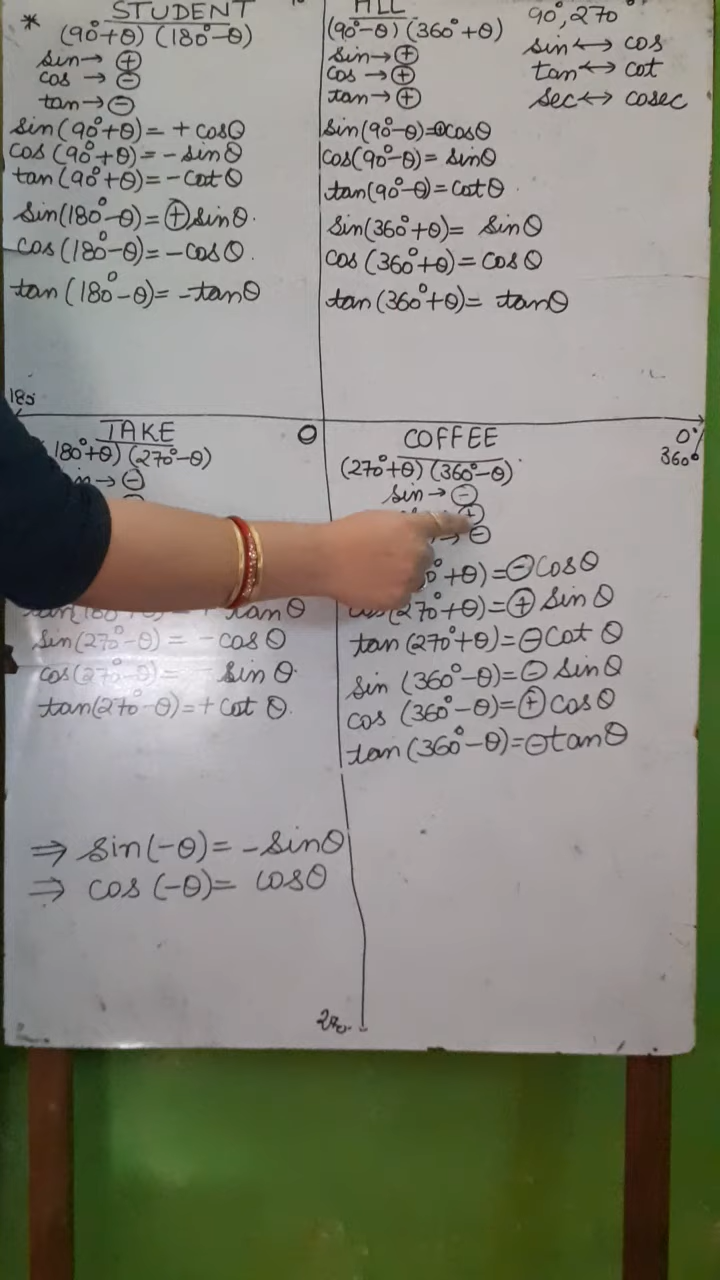 * STUDENT
(90°+θ) (180°-θ)
sin→⊕
cos→⊖
tan→⊖
sin(90°+θ)=+cosθ
cos(90°+θ)=-sinθ
tan(90°+θ)=-cotθ
sin(180°-θ)=⊕sinθ.
cos(180°-θ)=-cosθ.
tan(180°-θ)=-tanθ
ALL
(90°-θ)(360°+θ)
sin→⊕
cos→⊕
tan→⊕
sin(90°-θ)=⊕cosθ
cos(90°-θ)= sinθ
tan(90°-θ)=cotθ
sin(360°+θ)= sinθ
cos(360°+θ)=cosθ
tan(360°+θ)= tanθ
90°,270°
sin↔cos
tan↔cot
sec↔cosec
180°
0°/360°
TAKE
180°+θ)(270°-θ)
→⊖
tanθ
sin(270°-θ)= -cosθ
cos(270°-θ)= - sinθ.
tan(270°-θ)=+cotθ.
O
COFFEE
(270°+θ)(360°-θ).
sin→⊖
⊕
→⊖
0°+θ)=⊖cosθ
cos(270°+θ)=⊕sinθ
tan(270°+θ)=⊖cotθ
sin(360°-θ)=⊖sinθ
cos(360°-θ)=⊕cosθ
tan(360°-θ)=⊖tanθ
⇒ sin(-θ)= -sinθ
⇒ cos(-θ)= cosθ
270°